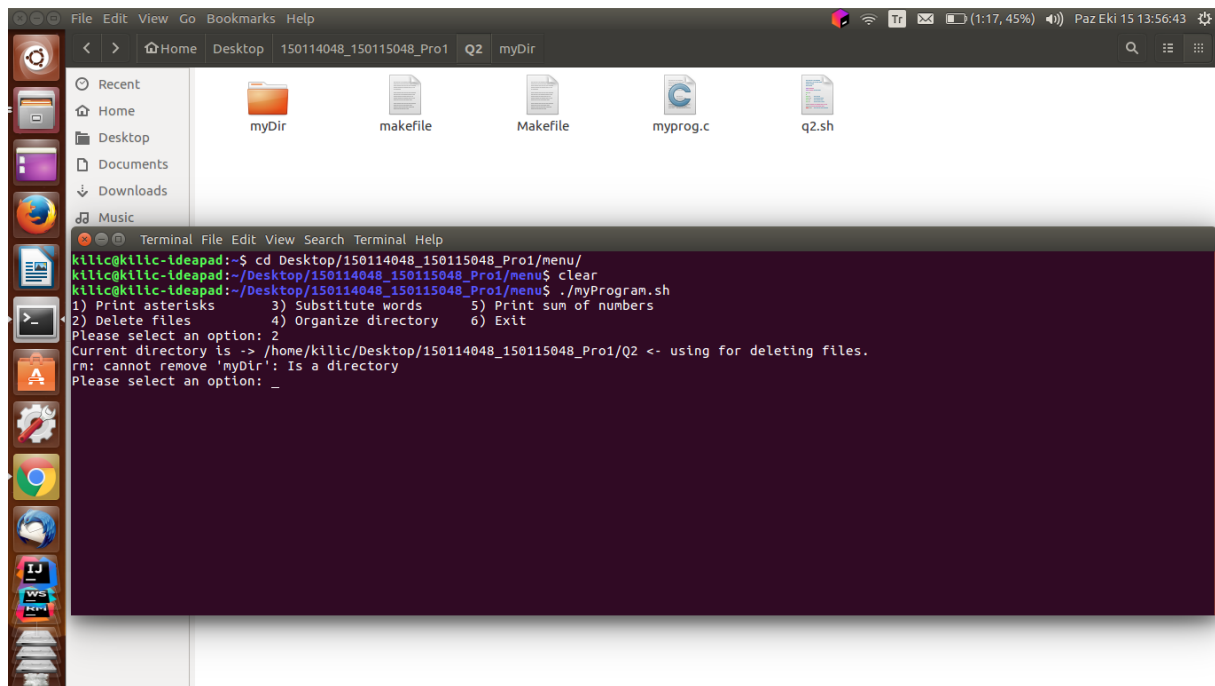 File Edit View Go Bookmarks Help Tr (1:17, 45%) Paz Eki 15 13:56:43
Home Desktop 150114048_150115048_Pro1 Q2 myDir
Recent
Home
Desktop
Documents
Downloads
Music
myDir makefile Makefile myprog.c q2.sh
Terminal File Edit View Search Terminal Help
kilic@kilic-ideapad:~$ cd Desktop/150114048_150115048_Pro1/menu/
kilic@kilic-ideapad:~/Desktop/150114048_150115048_Pro1/menu$ clear
kilic@kilic-ideapad:~/Desktop/150114048_150115048_Pro1/menu$ ./myProgram.sh
1) Print asterisks 3) Substitute words 5) Print sum of numbers
2) Delete files 4) Organize directory 6) Exit
Please select an option: 2
Current directory is -> /home/kilic/Desktop/150114048_150115048_Pro1/Q2 <- using for deleting files.
rm: cannot remove 'myDir': Is a directory
Please select an option: _
IJ
WS
RM